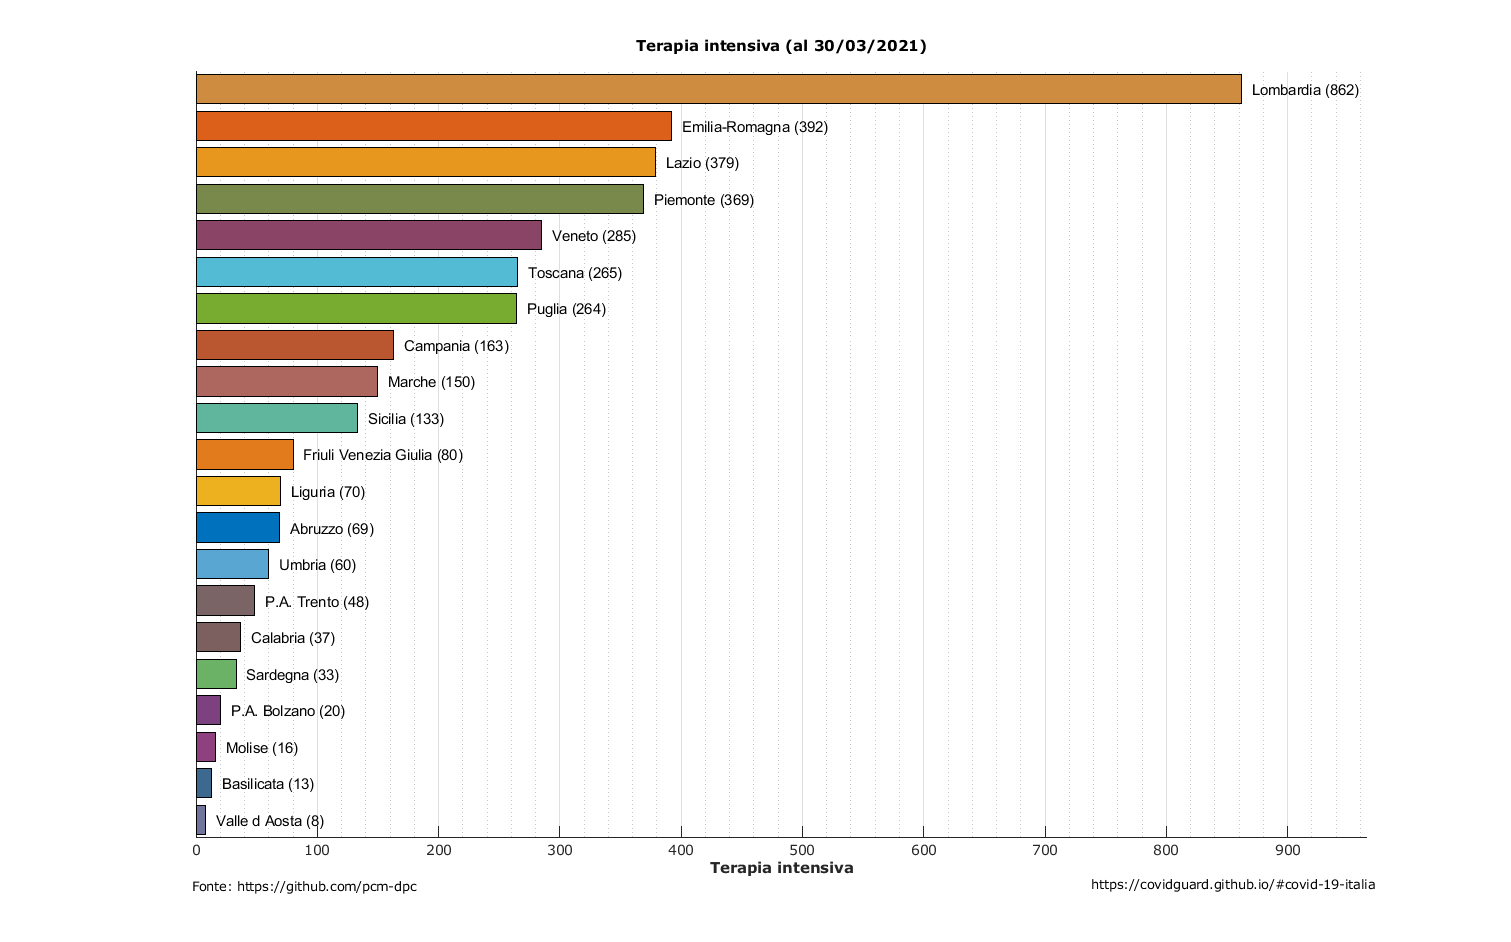 Terapia intensiva (al 30/03/2021)
Lombardia (862)
Emilia-Romagna (392)
Lazio (379)
Piemonte (369)
Veneto (285)
Toscana (265)
Puglia (264)
Campania (163)
Marche (150)
Sicilia (133)
Friuli Venezia Giulia (80)
Liguria (70)
Abruzzo (69)
Umbria (60)
P.A. Trento (48)
Calabria (37)
Sardegna (33)
P.A. Bolzano (20)
Molise (16)
Basilicata (13)
Valle d Aosta (8)
0 100 200 300 400 500 600 700 800 900
Terapia intensiva
Fonte: https://github.com/pcm-dpc
https://covidguard.github.io/#covid-19-italia